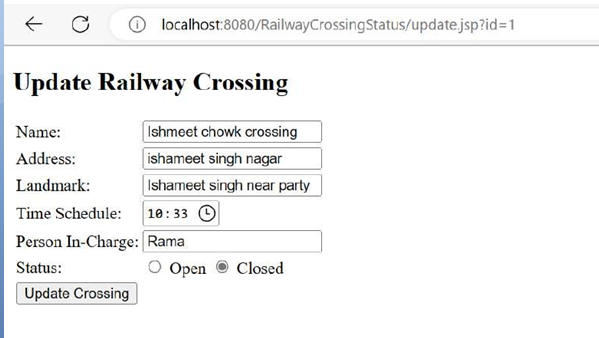 localhost:8080/RailwayCrossingStatus/update.jsp?id=1
Update Railway Crossing
Name: Ishmeet chowk crossing
Address: ishameet singh nagar
Landmark: Ishameet singh near party
Time Schedule: 10:33
Person In-Charge: Rama
Status: Open Closed
Update Crossing